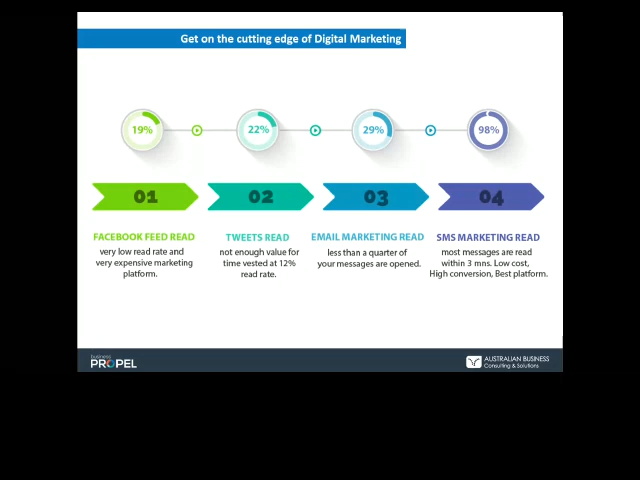 Get on the cutting edge of Digital Marketing
19%
22%
29%
98%
01
02
03
04
FACEBOOK FEED READ
very low read rate and
very expensive marketing
platform.
TWEETS READ
not enough value for
time vested at 12%
read rate.
EMAIL MARKETING READ
less than a quarter of
your messages are opened.
SMS MARKETING READ
most messages are read
within 3 mns. Low cost,
High conversion, Best platform.
business
PROPEL
AUSTRALIAN BUSINESS
Consulting & Solutions